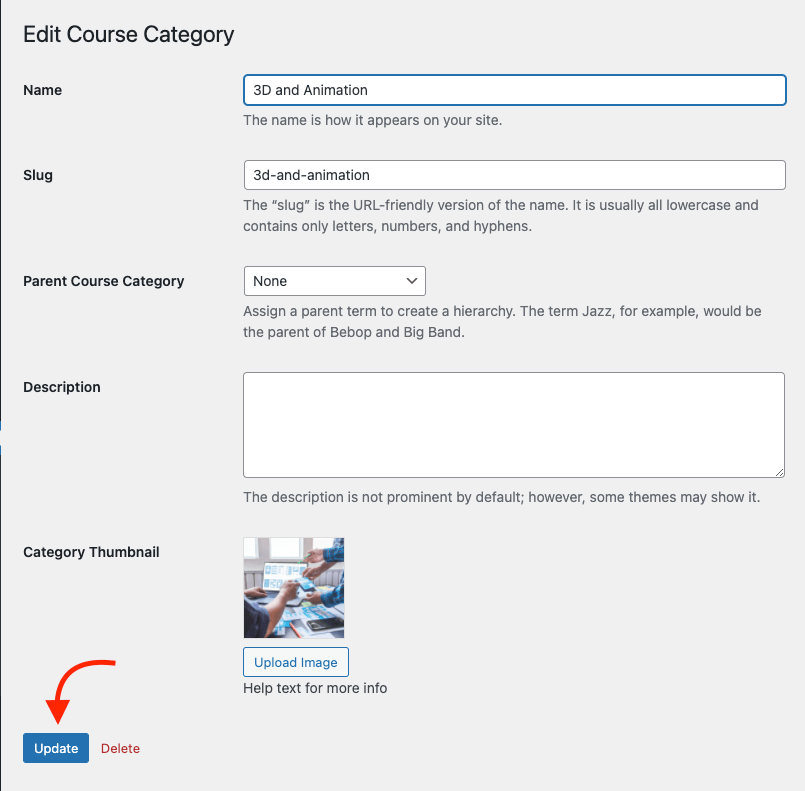 Edit Course Category
Name
3D and Animation
The name is how it appears on your site.
Slug
3d-and-animation
The “slug” is the URL-friendly version of the name. It is usually all lowercase and
contains only letters, numbers, and hyphens.
Parent Course Category
None
Assign a parent term to create a hierarchy. The term Jazz, for example, would be
the parent of Bebop and Big Band.
Description
The description is not prominent by default; however, some themes may show it.
Category Thumbnail
Upload Image
Help text for more info
Update
Delete